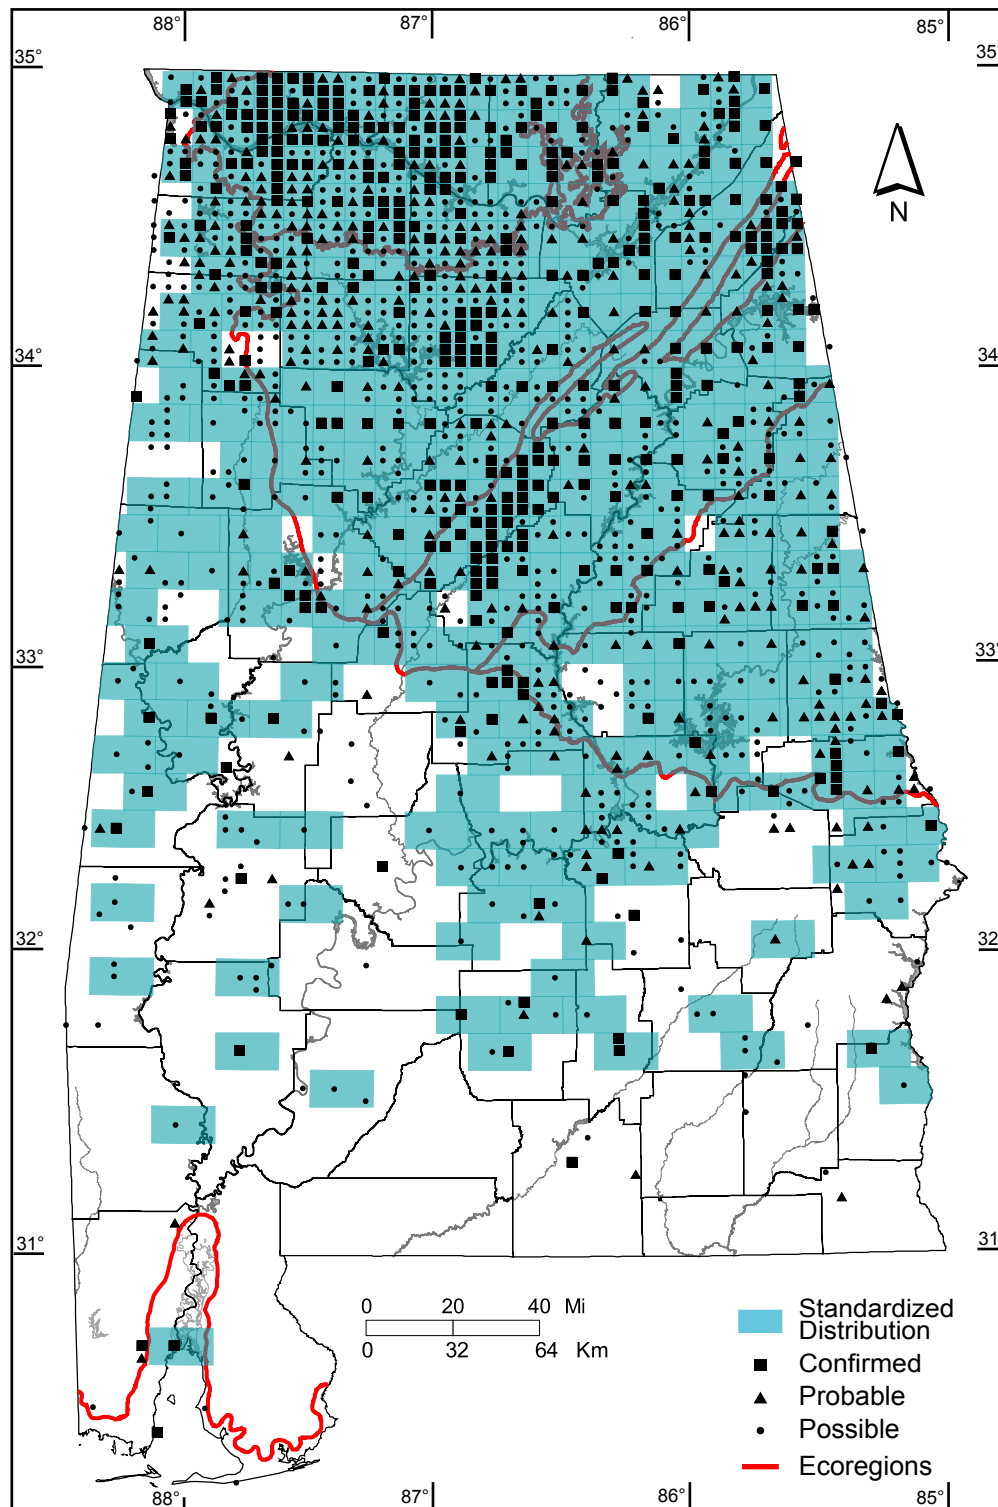 88° 87° 86° 85°
35° 35°
N
34° 34
33° 33
32° 32
31° 31
0 20 40 Mi
0 32 64 Km
Standardized
Distribution
Confirmed
Probable
Possible
Ecoregions
88° 87° 86° 85°